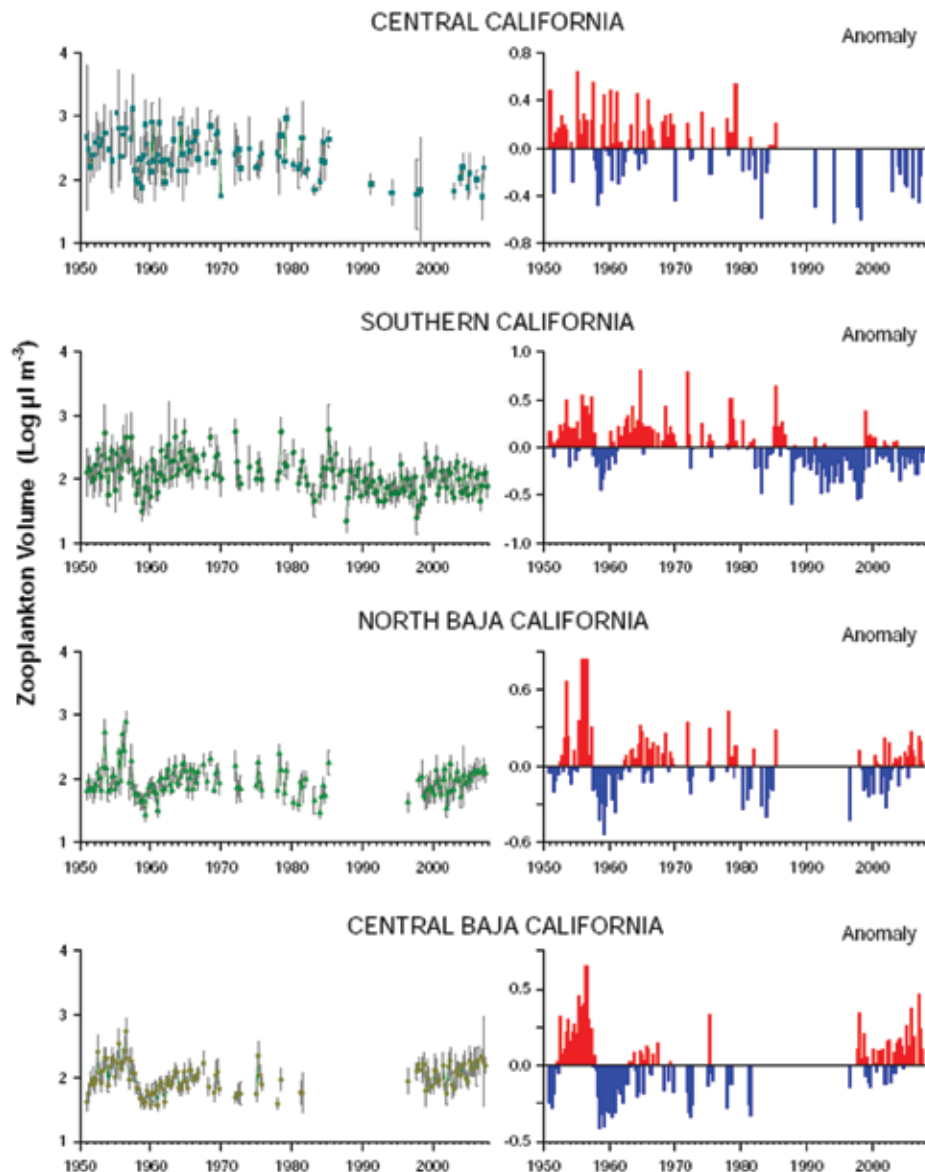 CENTRAL CALIFORNIA
Anomaly
4
3
2
1
1950 1960 1970 1980 1990 2000
0.8
0.4
0.0
-0.4
-0.8
1950 1960 1970 1980 1990 2000
SOUTHERN CALIFORNIA
Anomaly
Zooplankton Volume (Log µl m⁻³)
4
3
2
1
1950 1960 1970 1980 1990 2000
1.0
0.5
0.0
-0.5
-1.0
1950 1960 1970 1980 1990 2000
NORTH BAJA CALIFORNIA
Anomaly
4
3
2
1
1950 1960 1970 1980 1990 2000
0.6
0.0
-0.6
1950 1960 1970 1980 1990 2000
CENTRAL BAJA CALIFORNIA
Anomaly
4
3
2
1
1950 1960 1970 1980 1990 2000
0.5
0.0
-0.5
1950 1960 1970 1980 1990 2000